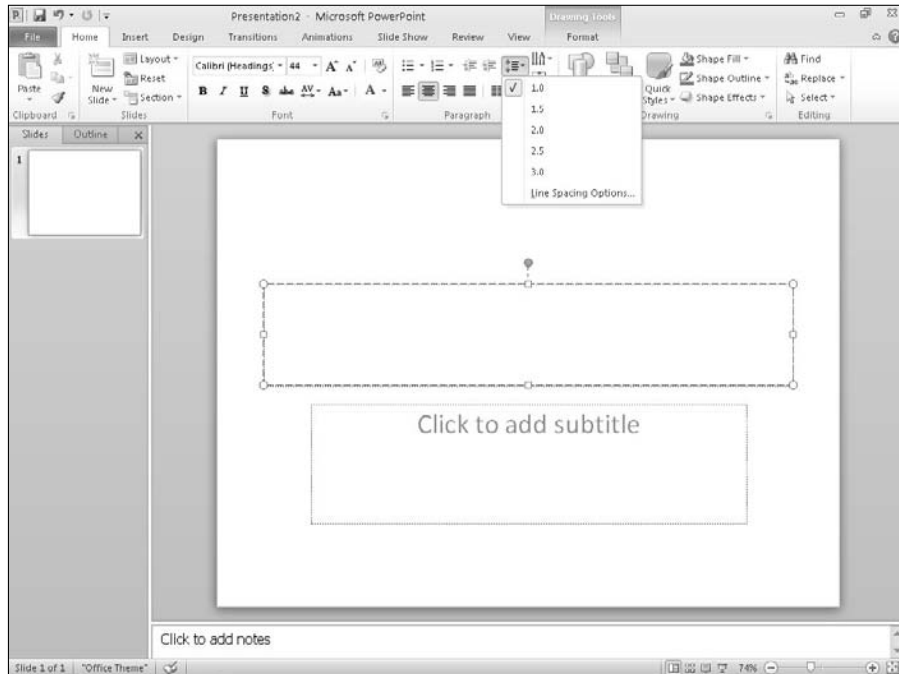 Presentation2 - Microsoft PowerPoint
Drawing Tools
File Home Insert Design Transitions Animations Slide Show Review View Format
Paste
New
Slide
Layout
Reset
Section
Calibri (Headings) 44
B I U S abc AV Aa A
Quick
Styles
Shape Fill
Shape Outline
Shape Effects
Find
Replace
Select
Clipboard Slides Font Paragraph Drawing Editing
1.0
1.5
2.0
2.5
3.0
Line Spacing Options...
Slides Outline
1
Click to add subtitle
Click to add notes
Slide 1 of 1 "Office Theme" 74%